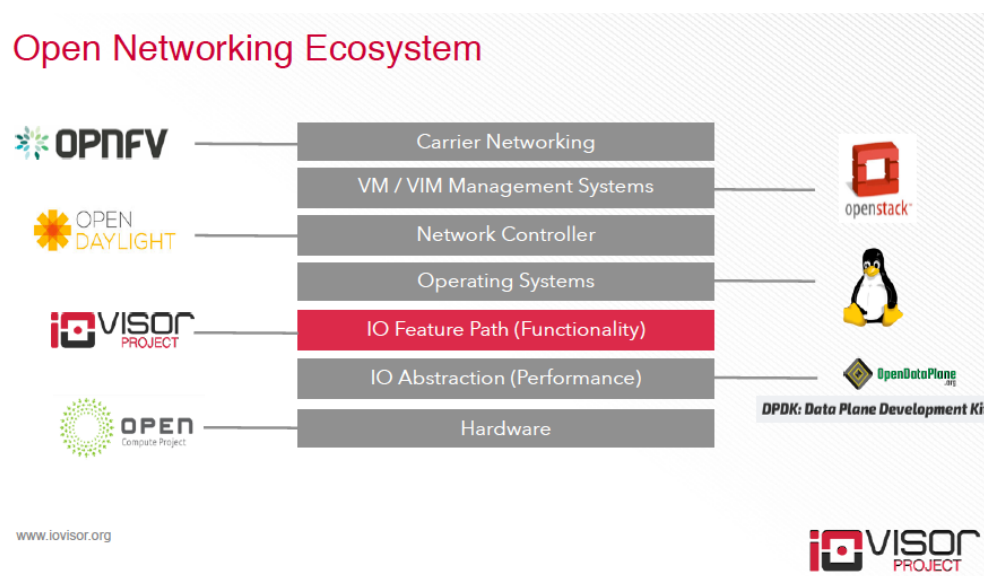 Open Networking Ecosystem
OPNFV
Carrier Networking
VM / VIM Management Systems
openstack
OPEN
DAYLIGHT
Network Controller
Operating Systems
IOVISOR
PROJECT
IO Feature Path (Functionality)
IO Abstraction (Performance)
OpenDataPlane
.org
DPDK: Data Plane Development Ki
OPEN
Compute Project
Hardware
www.iovisor.org
IOVISOR
PROJECT